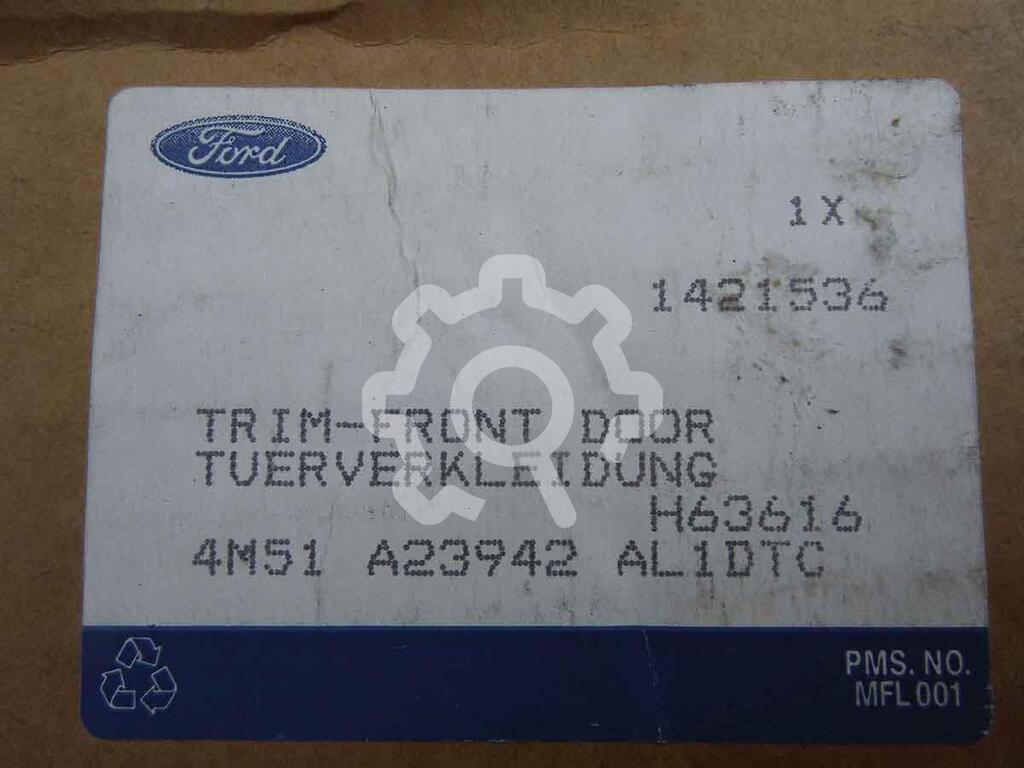 Ford
1X
1421536
TRIM-FRONT DOOR
TUERVERKLEIDUNG
H63616
4M51 A23942 AL1DTC
PMS. NO.
MFL001